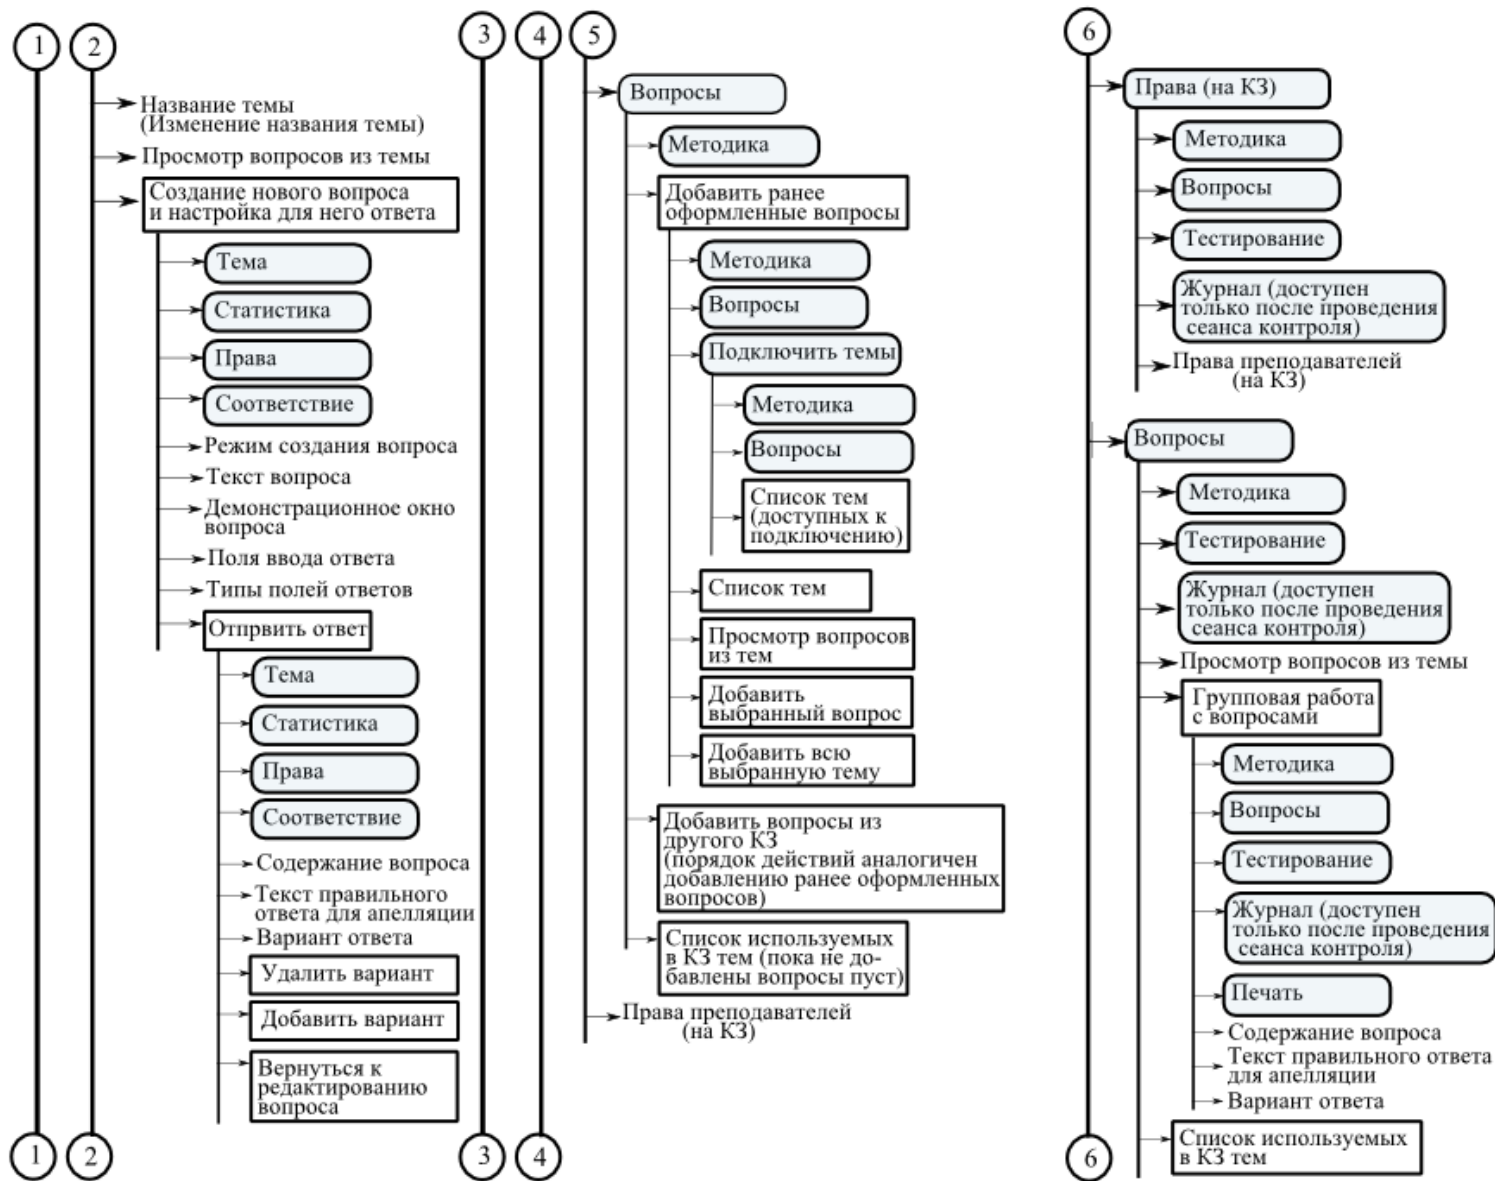 1
2
Название темы
(Изменение названия темы)
Просмотр вопросов из темы
Создание нового вопроса
и настройка для него ответа
Тема
Статистика
Права
Соответствие
Режим создания вопроса
Текст вопроса
Демонстрационное окно
вопроса
Поля ввода ответа
Типы полей ответов
Отпрвить ответ
Тема
Статистика
Права
Соответствие
Содержание вопроса
Текст правильного
ответа для апелляции
Вариант ответа
Удалить вариант
Добавить вариант
Вернуться к
редактированию
вопроса
1
2
3
4
5
Вопросы
Методика
Добавить ранее
оформленные вопросы
Методика
Вопросы
Подключить темы
Методика
Вопросы
Список тем
(доступных к
подключению)
Список тем
Просмотр вопросов
из тем
Добавить
выбранный вопрос
Добавить всю
выбранную тему
Добавить вопросы из
другого КЗ
(порядок действий аналогичен
добавлению ранее оформленных
вопросов)
Список используемых
в КЗ тем (пока не до-
бавлены вопросы пуст)
Права преподавателей
(на КЗ)
3
4
6
Права (на КЗ)
Методика
Вопросы
Тестирование
Журнал (доступен
только после проведения
сеанса контроля)
Права преподавателей
(на КЗ)
Вопросы
Методика
Тестирование
Журнал (доступен
только после проведения
сеанса контроля)
Просмотр вопросов из темы
Групповая работа
с вопросами
Методика
Вопросы
Тестирование
Журнал (доступен
только после проведения
сеанса контроля)
Печать
Содержание вопроса
Текст правильного ответа
для апелляции
Вариант ответа
Список используемых
в КЗ тем
6